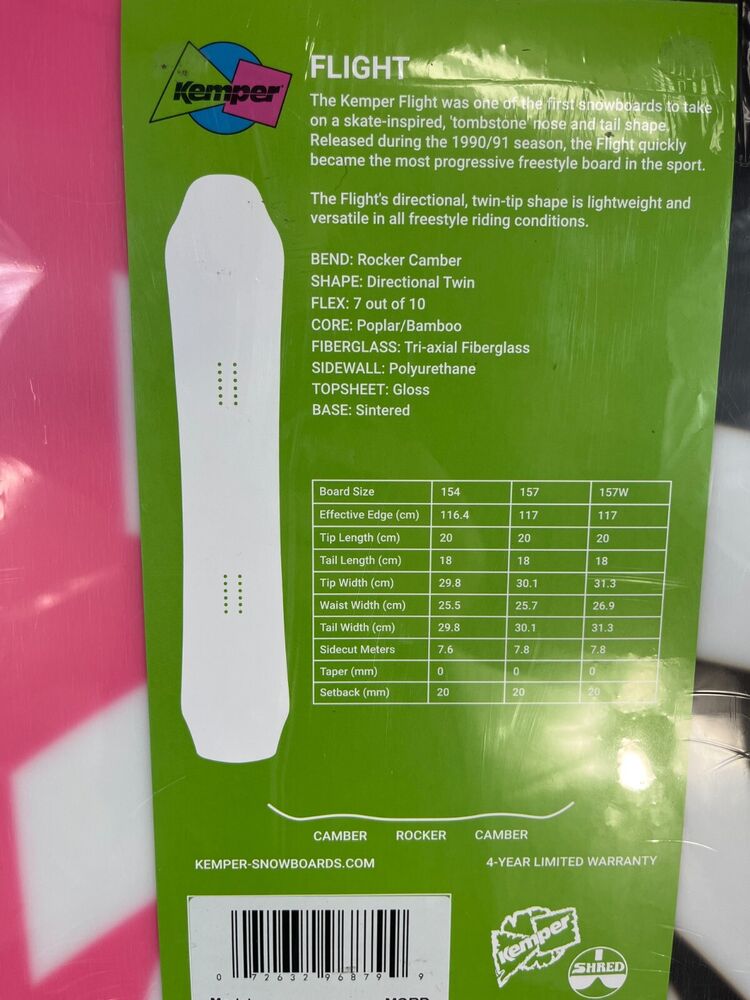 Kemper
FLIGHT
The Kemper Flight was one of the first snowboards to take
on a skate-inspired, 'tombstone' nose and tail shape.
Released during the 1990/91 season, the Flight quickly
became the most progressive freestyle board in the sport.
The Flight's directional, twin-tip shape is lightweight and
versatile in all freestyle riding conditions.
BEND: Rocker Camber
SHAPE: Directional Twin
FLEX: 7 out of 10
CORE: Poplar/Bamboo
FIBERGLASS: Tri-axial Fiberglass
SIDEWALL: Polyurethane
TOPSHEET: Gloss
BASE: Sintered
Board Size 154 157 157W
Effective Edge (cm) 116.4 117 117
Tip Length (cm) 20 20 20
Tail Length (cm) 18 18 18
Tip Width (cm) 29.8 30.1 31.3
Waist Width (cm) 25.5 25.7 26.9
Tail Width (cm) 29.8 30.1 31.3
Sidecut Meters 7.6 7.8 7.8
Taper (mm) 0 0 0
Setback (mm) 20 20 20
CAMBER ROCKER CAMBER
KEMPER-SNOWBOARDS.COM 4-YEAR LIMITED WARRANTY
0 72632 96879 9
Kemper
SHRED